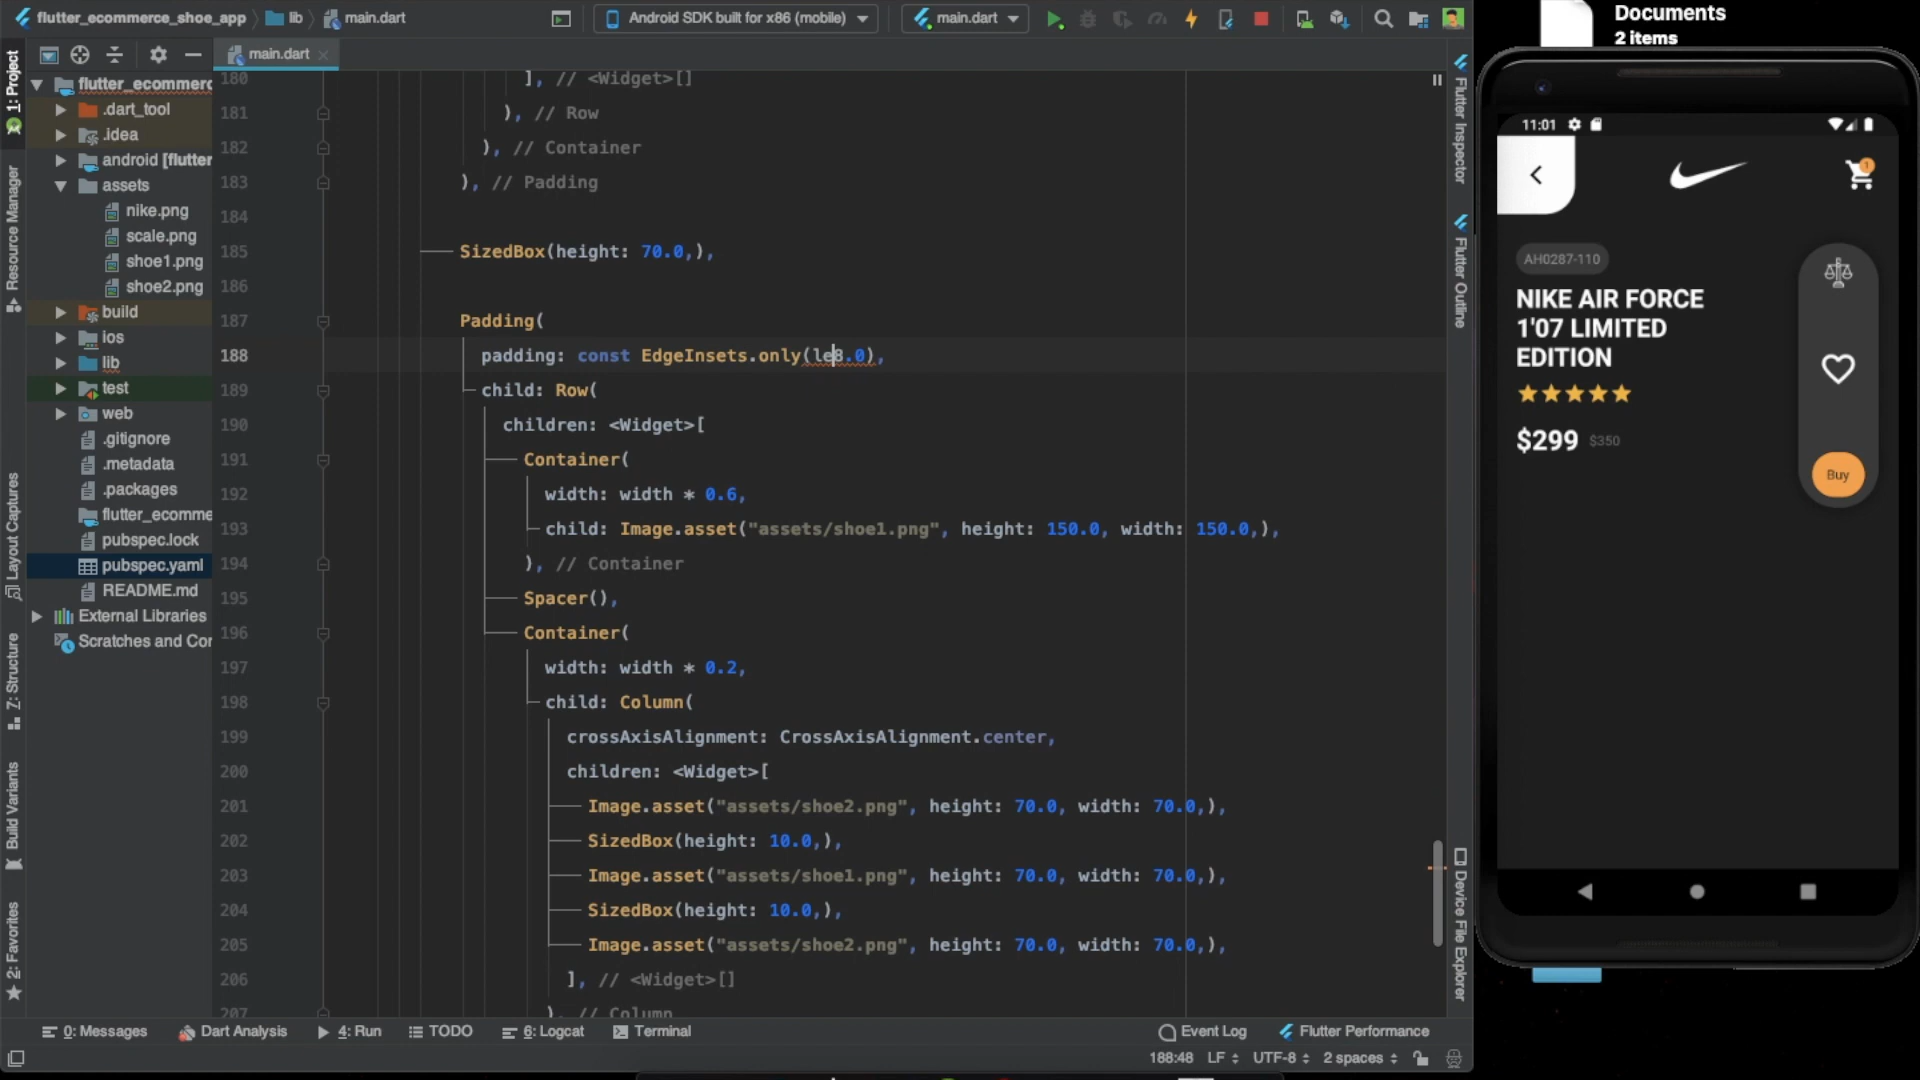 flutter_ecommerce_shoe_app
lib
main.dart
Android SDK built for x86 (mobile)
main.dart
Documents
2 items
1: Project
Resource Manager
Layout Captures
7: Structure
Build Variants
2: Favorites
flutter_ecommerc
.dart_tool
.idea
android [flutter
assets
nike.png
scale.png
shoe1.png
shoe2.png
build
ios
lib
test
web
.gitignore
.metadata
.packages
flutter_ecomme
pubspec.lock
pubspec.yaml
README.md
External Libraries
Scratches and Cor
main.dart
180 ], // <Widget>[]
181 ), // Row
182 ), // Container
183 ), // Padding
184
185 SizedBox(height: 70.0,),
186
187 Padding(
188 padding: const EdgeInsets.only(le8.0),
189 child: Row(
190 children: <Widget>[
191 Container(
192 width: width * 0.6,
193 child: Image.asset("assets/shoe1.png", height: 150.0, width: 150.0,),
194 ), // Container
195 Spacer(),
196 Container(
197 width: width * 0.2,
198 child: Column(
199 crossAxisAlignment: CrossAxisAlignment.center,
200 children: <Widget>[
201 Image.asset("assets/shoe2.png", height: 70.0, width: 70.0,),
202 SizedBox(height: 10.0,),
203 Image.asset("assets/shoe1.png", height: 70.0, width: 70.0,),
204 SizedBox(height: 10.0,),
205 Image.asset("assets/shoe2.png", height: 70.0, width: 70.0,),
206 ], // <Widget>[]
207 ), // Column
Flutter Inspector
Flutter Outline
Device File Explorer
11:01
1
AH0287-110
NIKE AIR FORCE
1'07 LIMITED
EDITION
$299 $350
Buy
0: Messages
Dart Analysis
4: Run
TODO
6: Logcat
Terminal
Event Log
Flutter Performance
188:48
LF
UTF-8
2 spaces